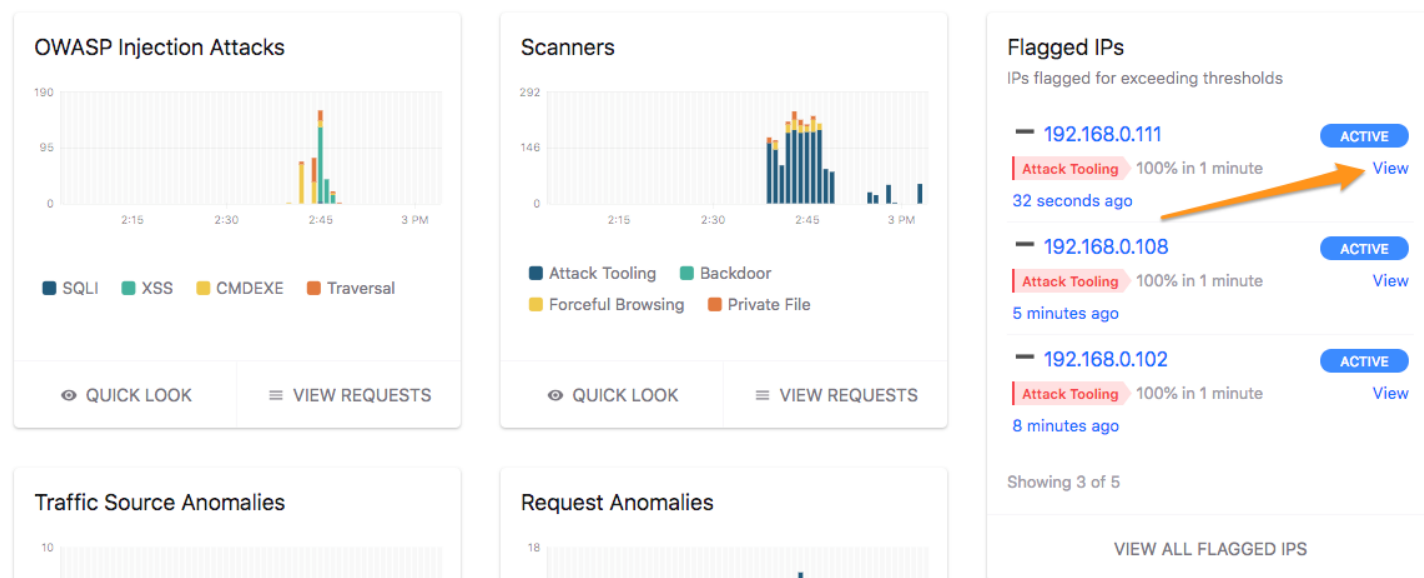 OWASP Injection Attacks
190
95
0
2:15 2:30 2:45 3 PM
SQLI XSS CMDEXE Traversal
QUICK LOOK VIEW REQUESTS
Scanners
292
146
0
2:15 2:30 2:45 3 PM
Attack Tooling Backdoor
Forceful Browsing Private File
QUICK LOOK VIEW REQUESTS
Flagged IPs
IPs flagged for exceeding thresholds
192.168.0.111 ACTIVE
Attack Tooling 100% in 1 minute View
32 seconds ago
192.168.0.108 ACTIVE
Attack Tooling 100% in 1 minute View
5 minutes ago
192.168.0.102 ACTIVE
Attack Tooling 100% in 1 minute View
8 minutes ago
Showing 3 of 5
VIEW ALL FLAGGED IPS
Traffic Source Anomalies
10
Request Anomalies
18